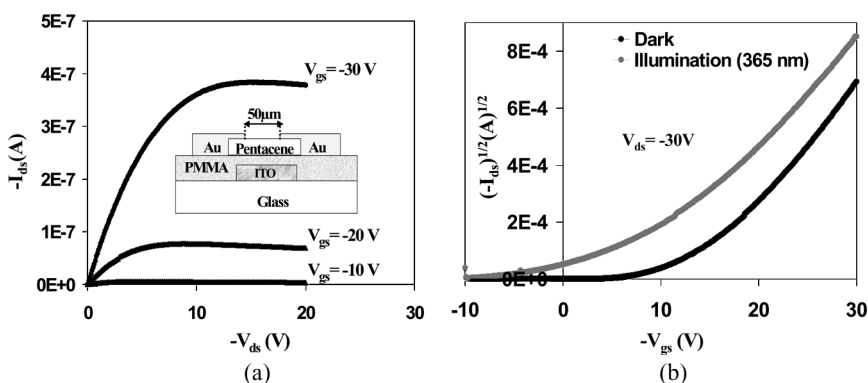 5E-7
4E-7
3E-7
2E-7
1E-7
0E+0
-Ids(A)
Vgs= -30 V
50μm
Au Pentacene Au
PMMA ITO
Glass
Vgs= -20 V
Vgs= -10 V
0 10 20 30
-Vds (V)
(a)
8E-4
6E-4
4E-4
2E-4
0E+0
(-Ids)1/2(A)1/2
Dark
Illumination (365 nm)
Vds= -30V
-10 0 10 20 30
-Vgs (V)
(b)